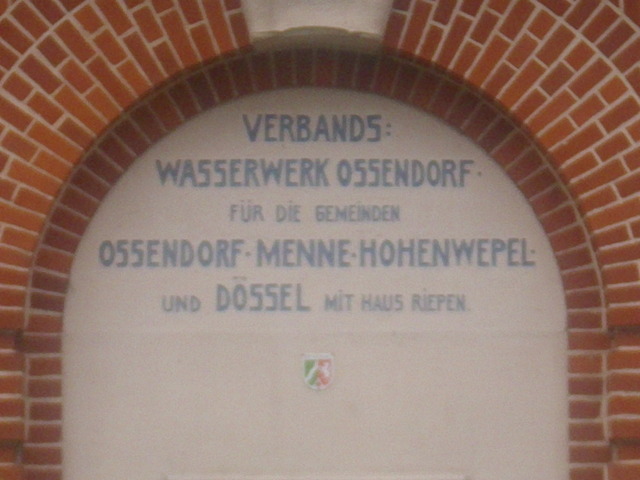 VERBANDS:
WASSERWERK OSSENDORF·
FÜR DIE GEMEINDEN
OSSENDORF·MENNE·HOHENWEPEL·
UND DÖSSEL MIT HAUS RIEPEN.